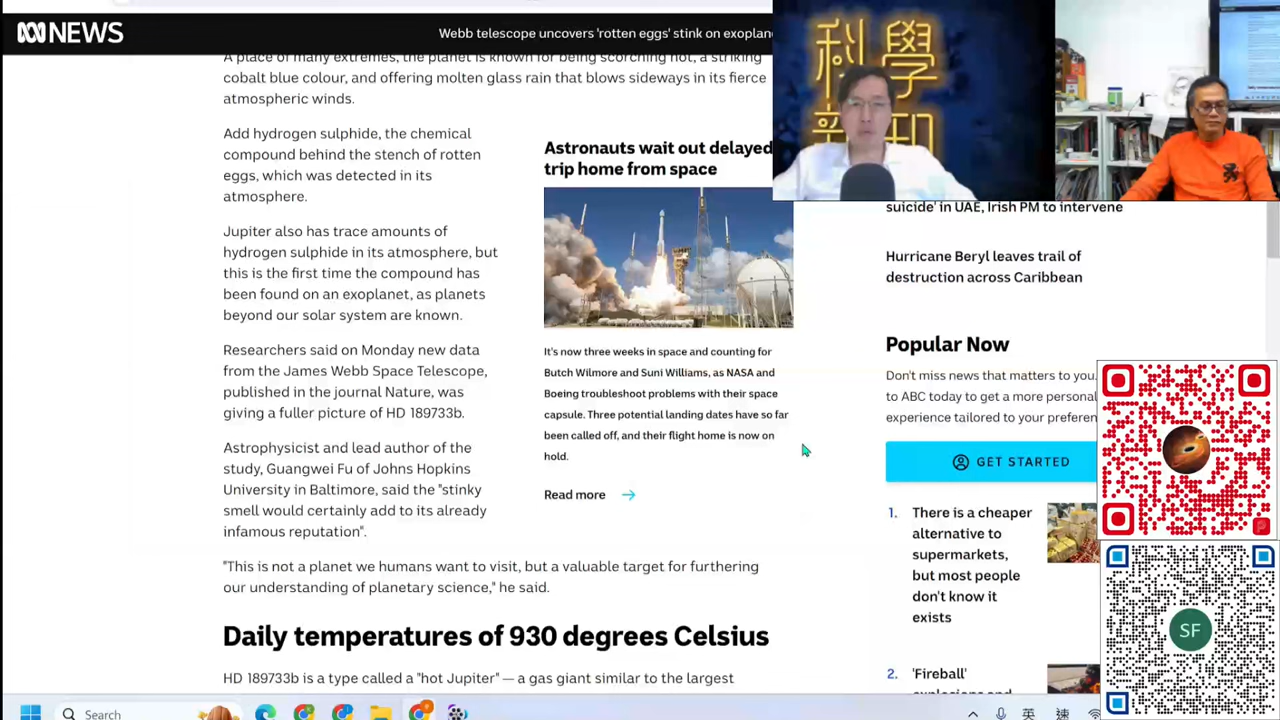 NEWS
Webb telescope uncovers 'rotten eggs' stink on exoplan
A place of many extremes, the planet is known for being scorching hot, a striking
cobalt blue colour, and offering molten glass rain that blows sideways in its fierce
atmospheric winds.
Add hydrogen sulphide, the chemical
compound behind the stench of rotten
eggs, which was detected in its
atmosphere.
Jupiter also has trace amounts of
hydrogen sulphide in its atmosphere, but
this is the first time the compound has
been found on an exoplanet, as planets
beyond our solar system are known.
Researchers said on Monday new data
from the James Webb Space Telescope,
published in the journal Nature, was
giving a fuller picture of HD 189733b.
Astrophysicist and lead author of the
study, Guangwei Fu of Johns Hopkins
University in Baltimore, said the "stinky
smell would certainly add to its already
infamous reputation".
"This is not a planet we humans want to visit, but a valuable target for furthering
our understanding of planetary science," he said.
Daily temperatures of 930 degrees Celsius
HD 189733b is a type called a "hot Jupiter" — a gas giant similar to the largest
Astronauts wait out delayed
trip home from space
It's now three weeks in space and counting for
Butch Wilmore and Suni Williams, as NASA and
Boeing troubleshoot problems with their space
capsule. Three potential landing dates have so far
been called off, and their flight home is now on
hold.
Read more
科學
新知
suicide' in UAE, Irish PM to intervene
Hurricane Beryl leaves trail of
destruction across Caribbean
Popular Now
Don't miss news that matters to you.
to ABC today to get a more personal
experience tailored to your preferen
GET STARTED
1. There is a cheaper
alternative to
supermarkets,
but most people
don't know it
exists
2. 'Fireball'
explosions and
SF
Search
英
速